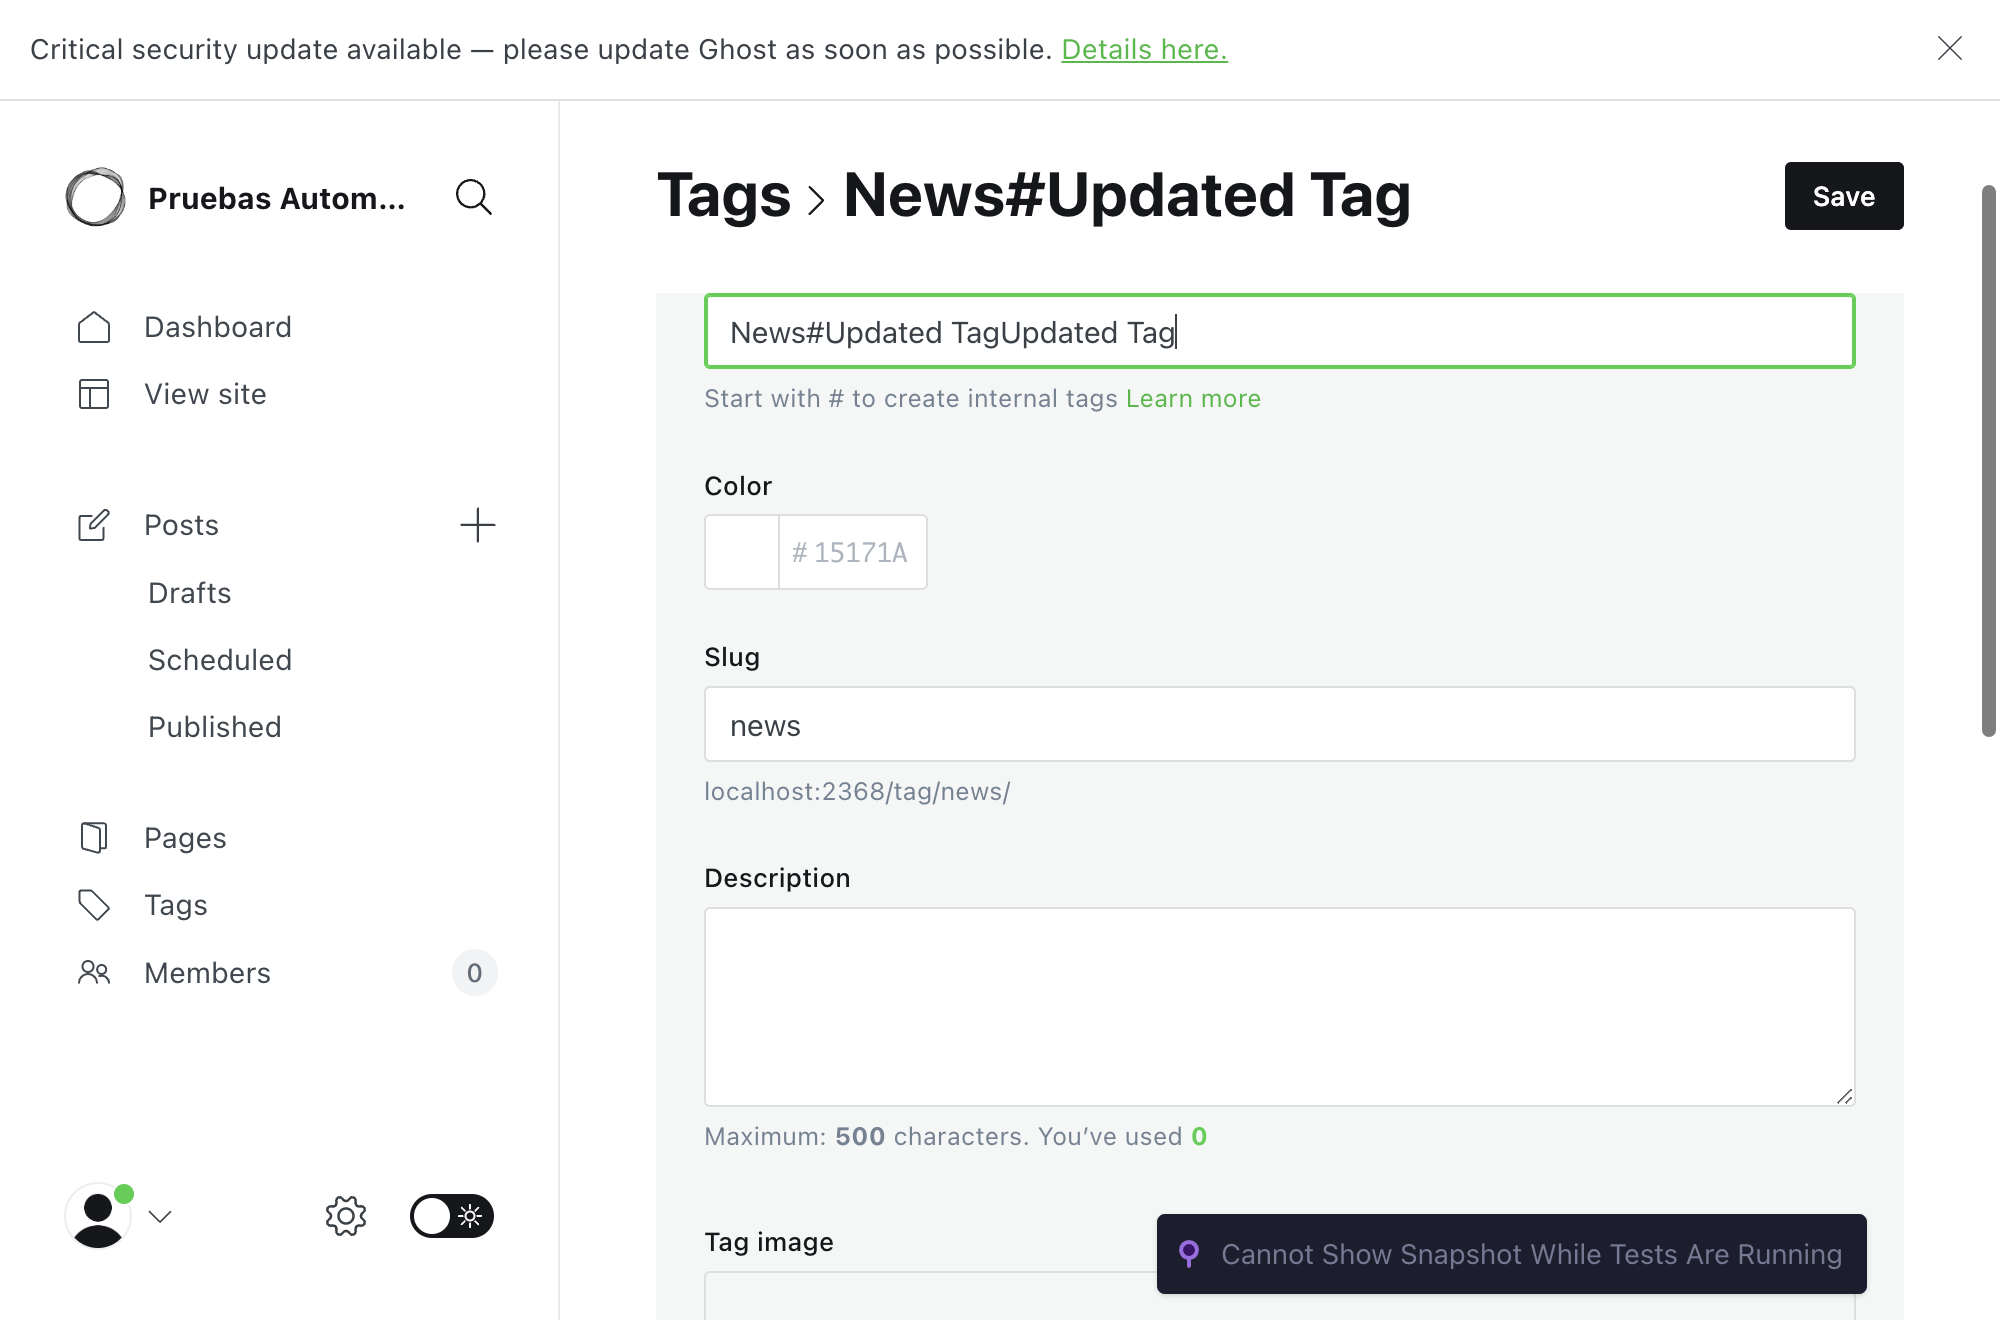 Critical security update available — please update Ghost as soon as possible. Details here.
Pruebas Autom...
Dashboard
View site
Posts
Drafts
Scheduled
Published
Pages
Tags
Members
0
Tags > News#Updated Tag
Save
News#Updated TagUpdated Tag
Start with # to create internal tags Learn more
Color
# 15171A
Slug
news
localhost:2368/tag/news/
Description
Maximum: 500 characters. You’ve used 0
Tag image
Cannot Show Snapshot While Tests Are Running